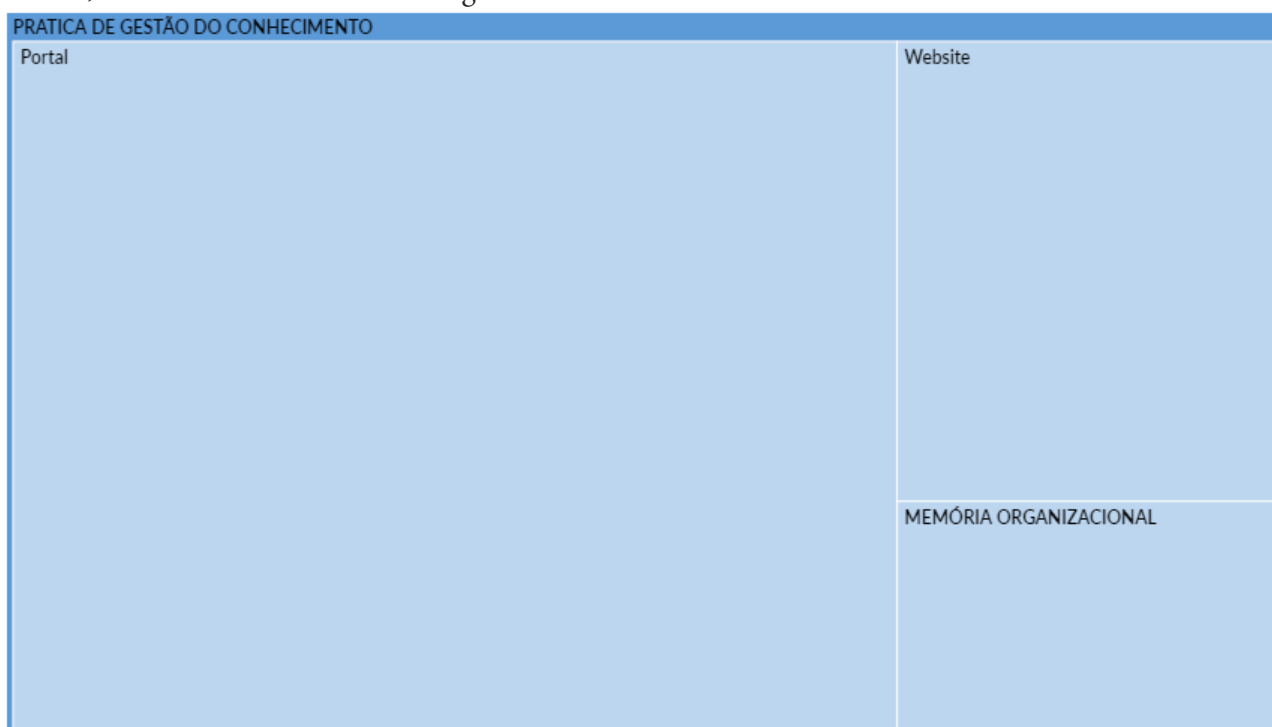 PRATICA DE GESTÃO DO CONHECIMENTO
Portal
Website
MEMÓRIA ORGANIZACIONAL